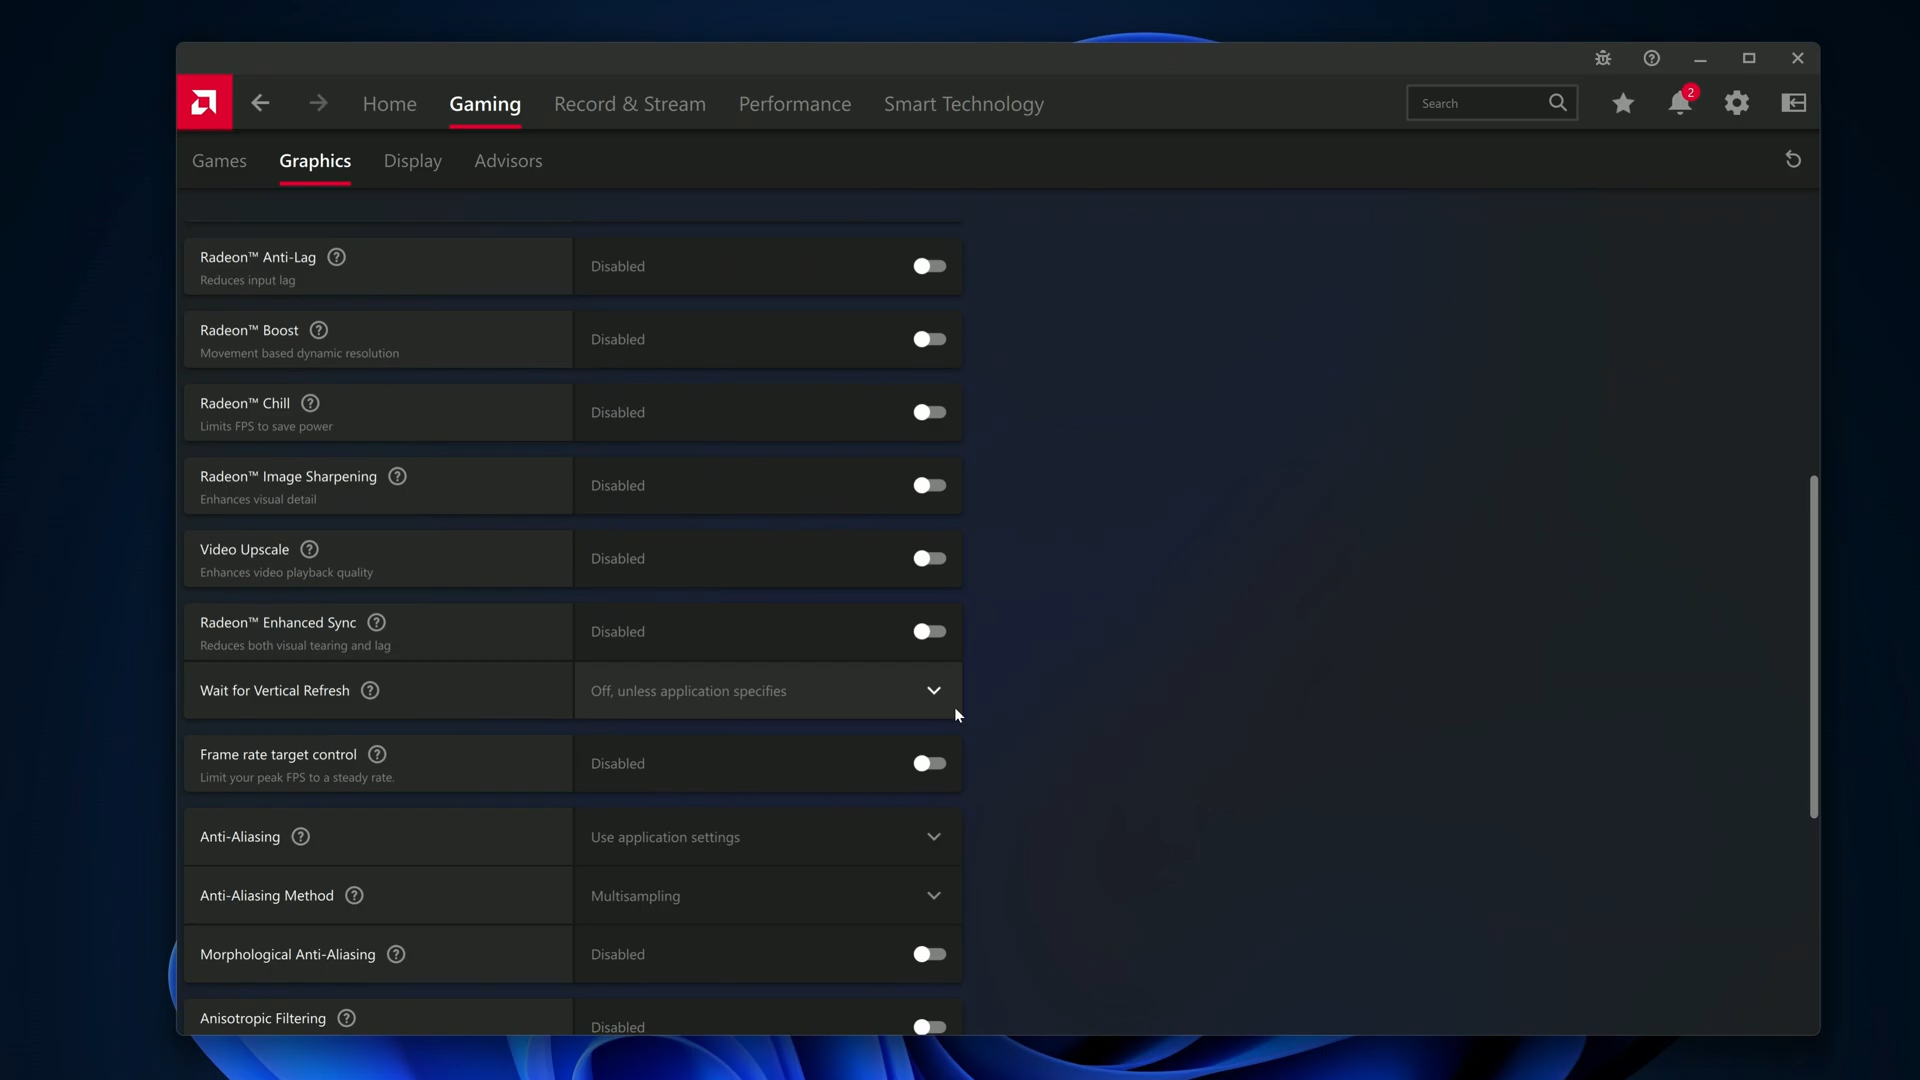 2
Home Gaming Record & Stream Performance Smart Technology Search
Games Graphics Display Advisors
Radeon™ Anti-Lag
Reduces input lag
Disabled
Radeon™ Boost
Movement based dynamic resolution
Disabled
Radeon™ Chill
Limits FPS to save power
Disabled
Radeon™ Image Sharpening
Enhances visual detail
Disabled
Video Upscale
Enhances video playback quality
Disabled
Radeon™ Enhanced Sync
Reduces both visual tearing and lag
Disabled
Wait for Vertical Refresh
Off, unless application specifies
Frame rate target control
Limit your peak FPS to a steady rate.
Disabled
Anti-Aliasing
Use application settings
Anti-Aliasing Method
Multisampling
Morphological Anti-Aliasing
Disabled
Anisotropic Filtering
Disabled